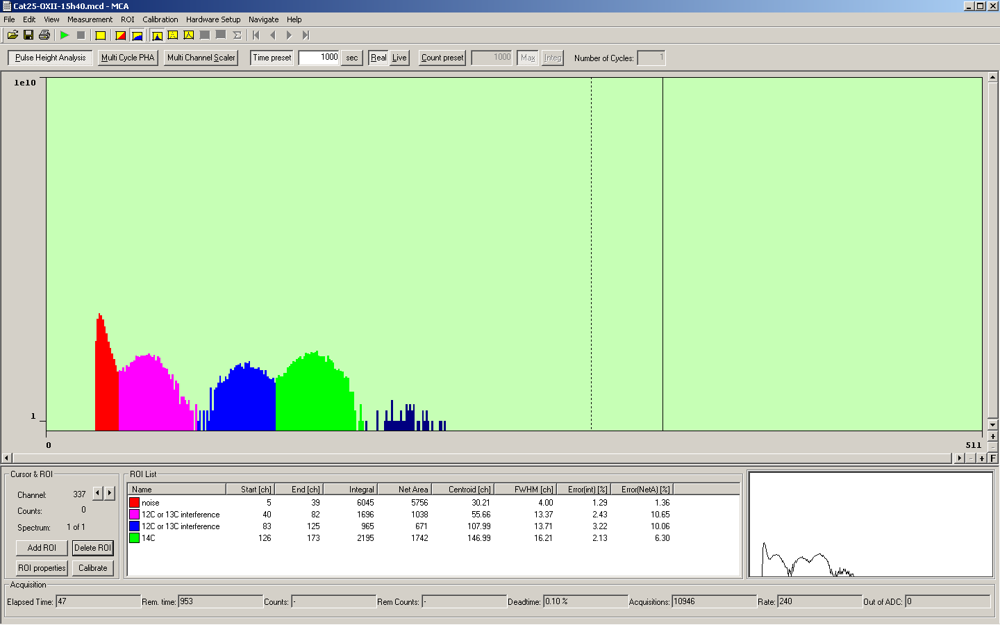 Cat25-OXII-15h40.mcd - MCA
File Edit View Measurement ROI Calibration Hardware Setup Navigate Help
Pulse Height Analysis Multi Cycle PHA Multi Channel Scaler Time preset 1000 sec Real Live Count preset 1000 Max Integ Number of Cycles: 1
1e10
1
0 511
F
Cursor & ROI
Channel: 337
Counts: 0
Spectrum: 1 of 1
Add ROI Delete ROI
ROI properties Calibrate
ROI List
Name Start [ch] End [ch] Integral Net Area Centroid [ch] FWHM [ch] Error(int) [%] Error(NetA) [%]
noise 5 39 6045 5756 30.21 4.00 1.29 1.36
12C or 13C interference 40 82 1696 1038 55.66 13.37 2.43 10.65
12C or 13C interference 83 125 965 671 107.99 13.71 3.22 10.06
14C 126 173 2195 1742 146.99 16.21 2.13 6.30
Acquisition
Elapsed Time: 47 Rem. time: 953 Counts: - Rem Counts: - Deadtime: 0.10 % Acquisitions: 10946 Rate: 240 Out of ADC: 0